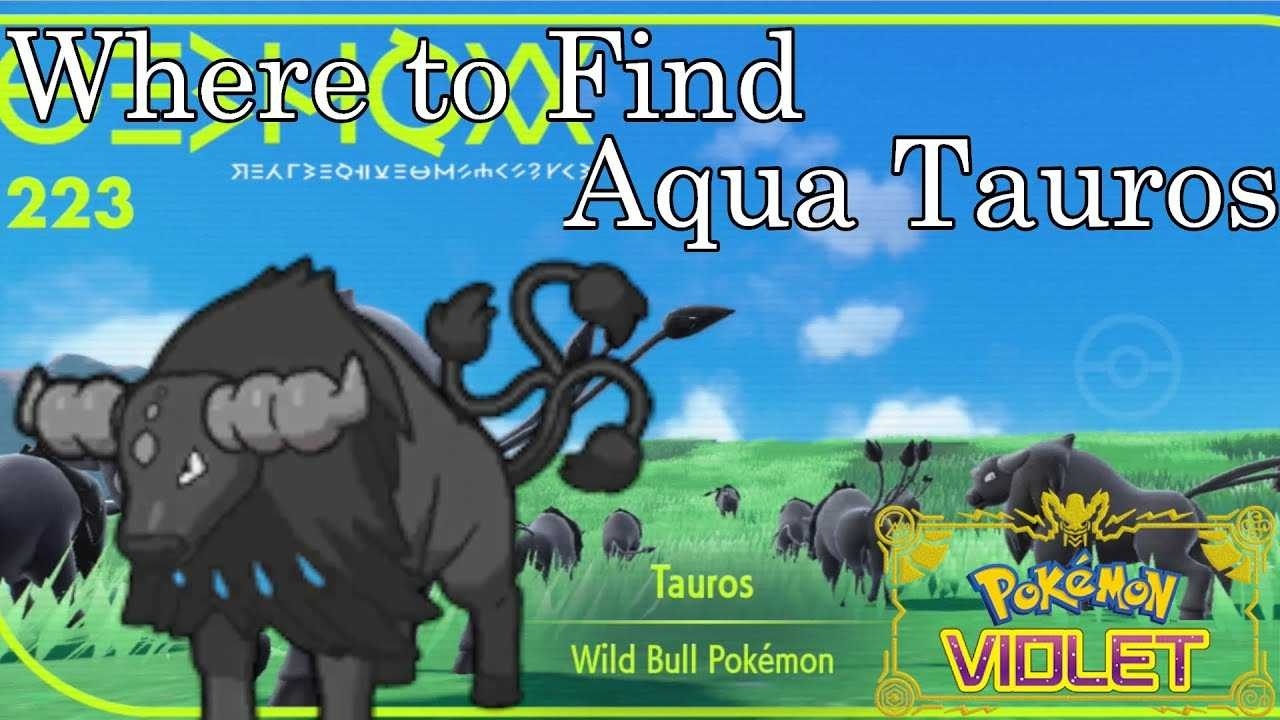 Where to Find
Aqua Tauros
223
Tauros
Wild Bull Pokémon
POKÉMON
VIOLET